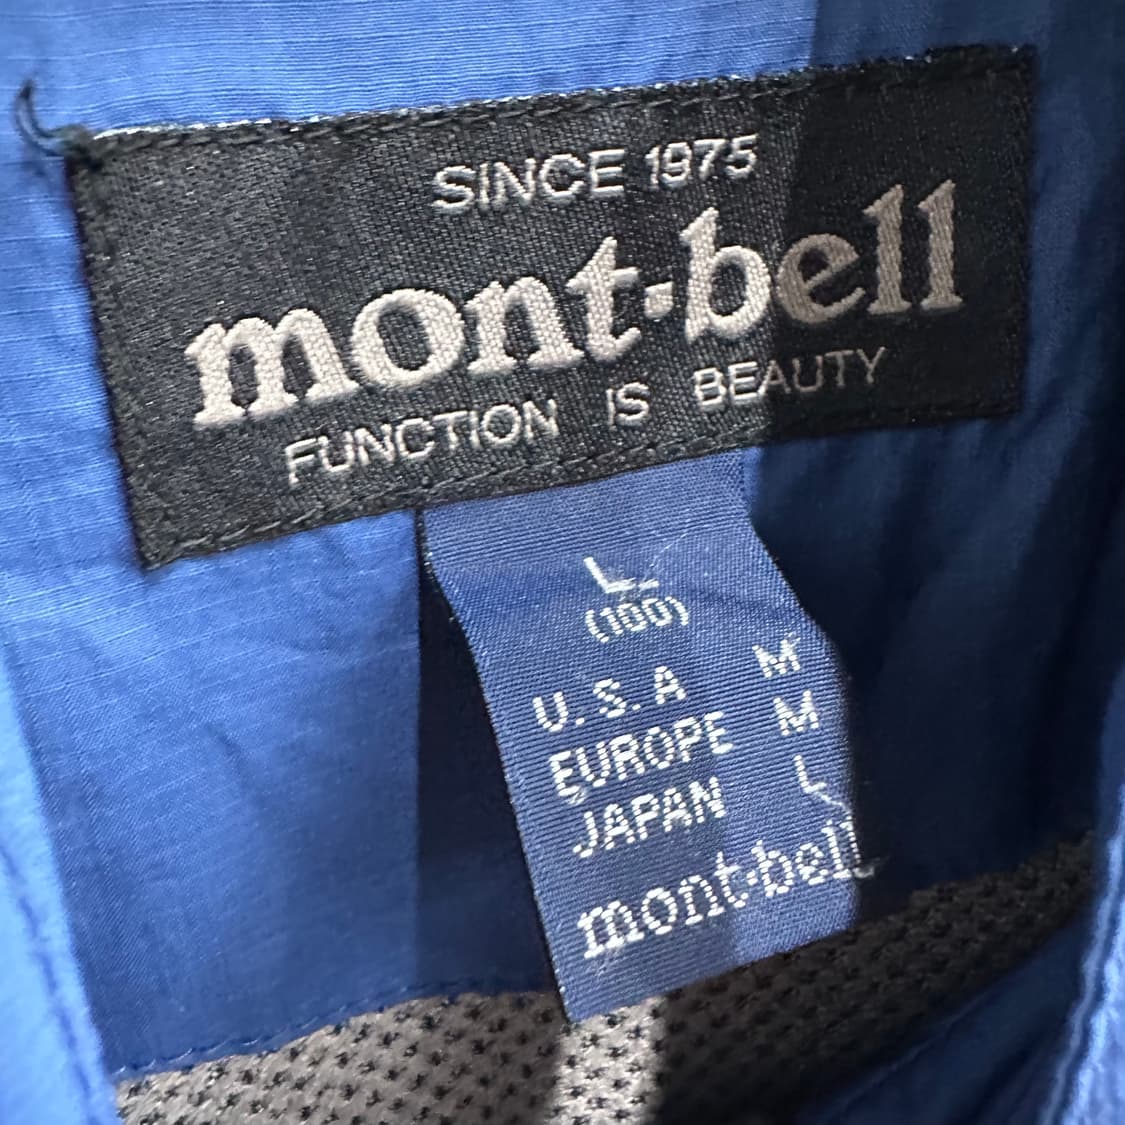 SINCE 1975
mont-bell
FUNCTION IS BEAUTY
L
(100)
U.S.A M
EUROPE M
JAPAN L
mont-bell